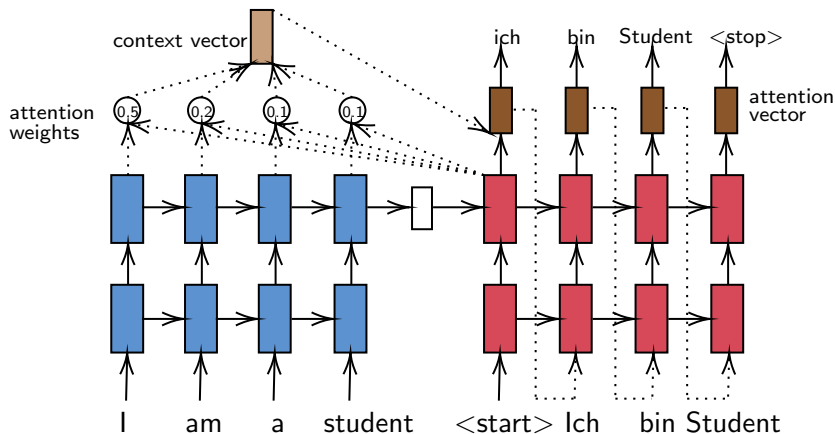 context vector
ich bin Student <stop>
attention
weights
0.5 0.2 0.1 0.1
attention
vector
I am a student <start> Ich bin Student